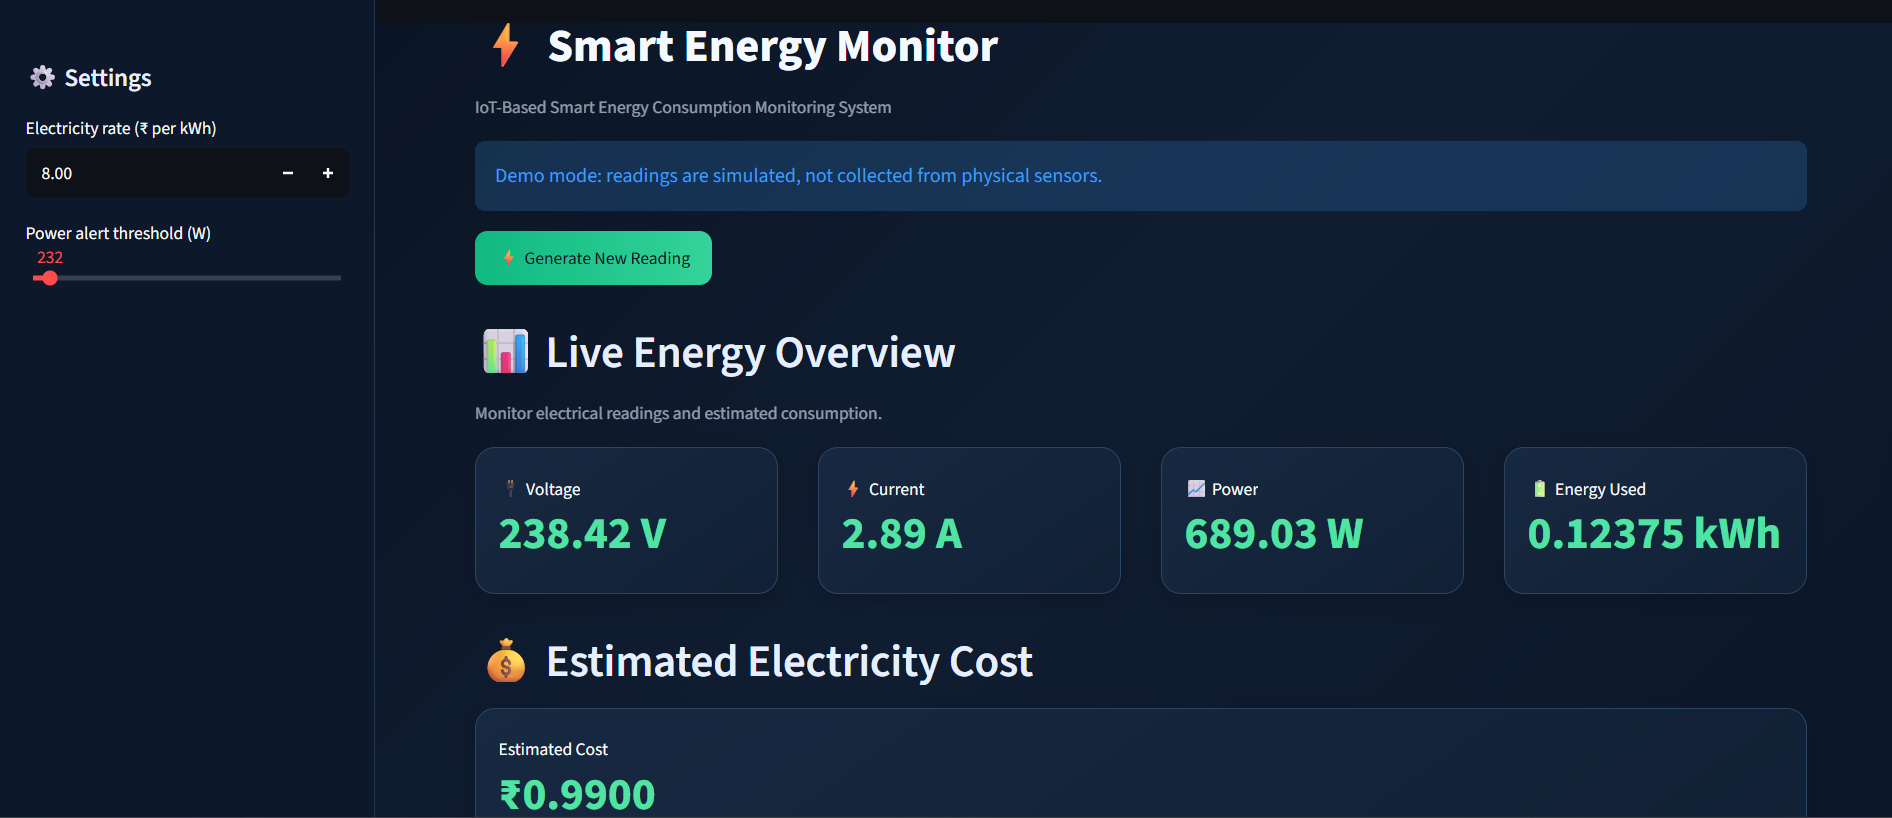 Settings
Electricity rate (₹ per kWh)
8.00
Power alert threshold (W)
232
Smart Energy Monitor
IoT-Based Smart Energy Consumption Monitoring System
Demo mode: readings are simulated, not collected from physical sensors.
Generate New Reading
Live Energy Overview
Monitor electrical readings and estimated consumption.
Voltage
238.42 V
Current
2.89 A
Power
689.03 W
Energy Used
0.12375 kWh
Estimated Electricity Cost
Estimated Cost
₹0.9900